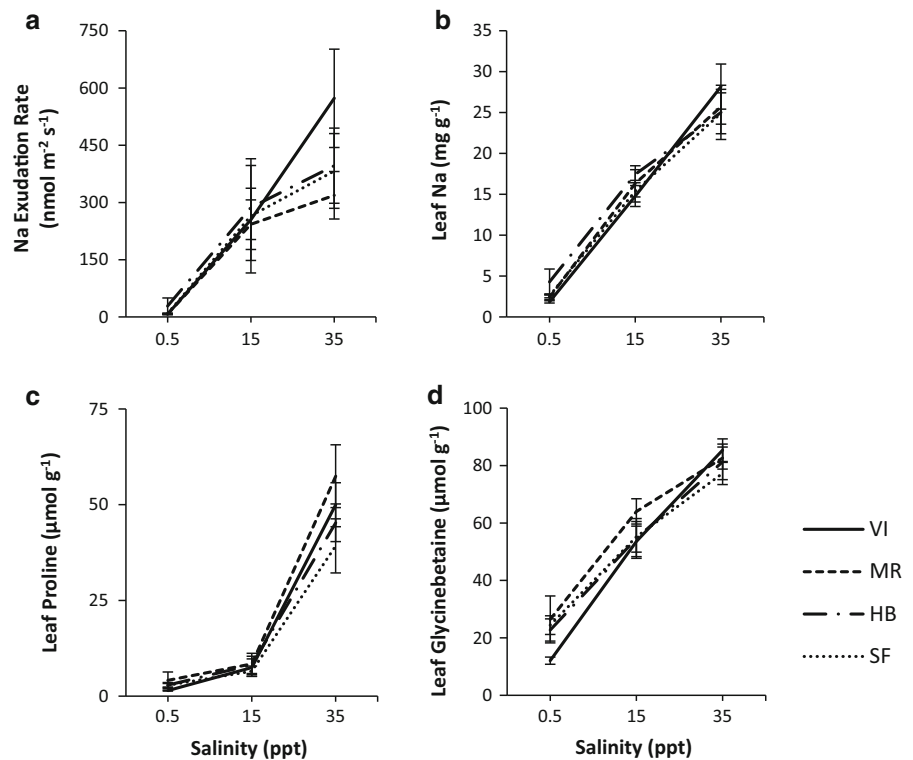 a
750
600
450
300
150
0
Na Exudation Rate
(nmol m⁻² s⁻¹)
0.5 15 35
b
35
30
25
20
15
10
5
0
Leaf Na (mg g⁻¹)
0.5 15 35
c
75
50
25
0
Leaf Proline (µmol g⁻¹)
0.5 15 35
Salinity (ppt)
d
100
80
60
40
20
0
Leaf Glycinebetaine (µmol g⁻¹)
0.5 15 35
Salinity (ppt)
VI
MR
HB
SF